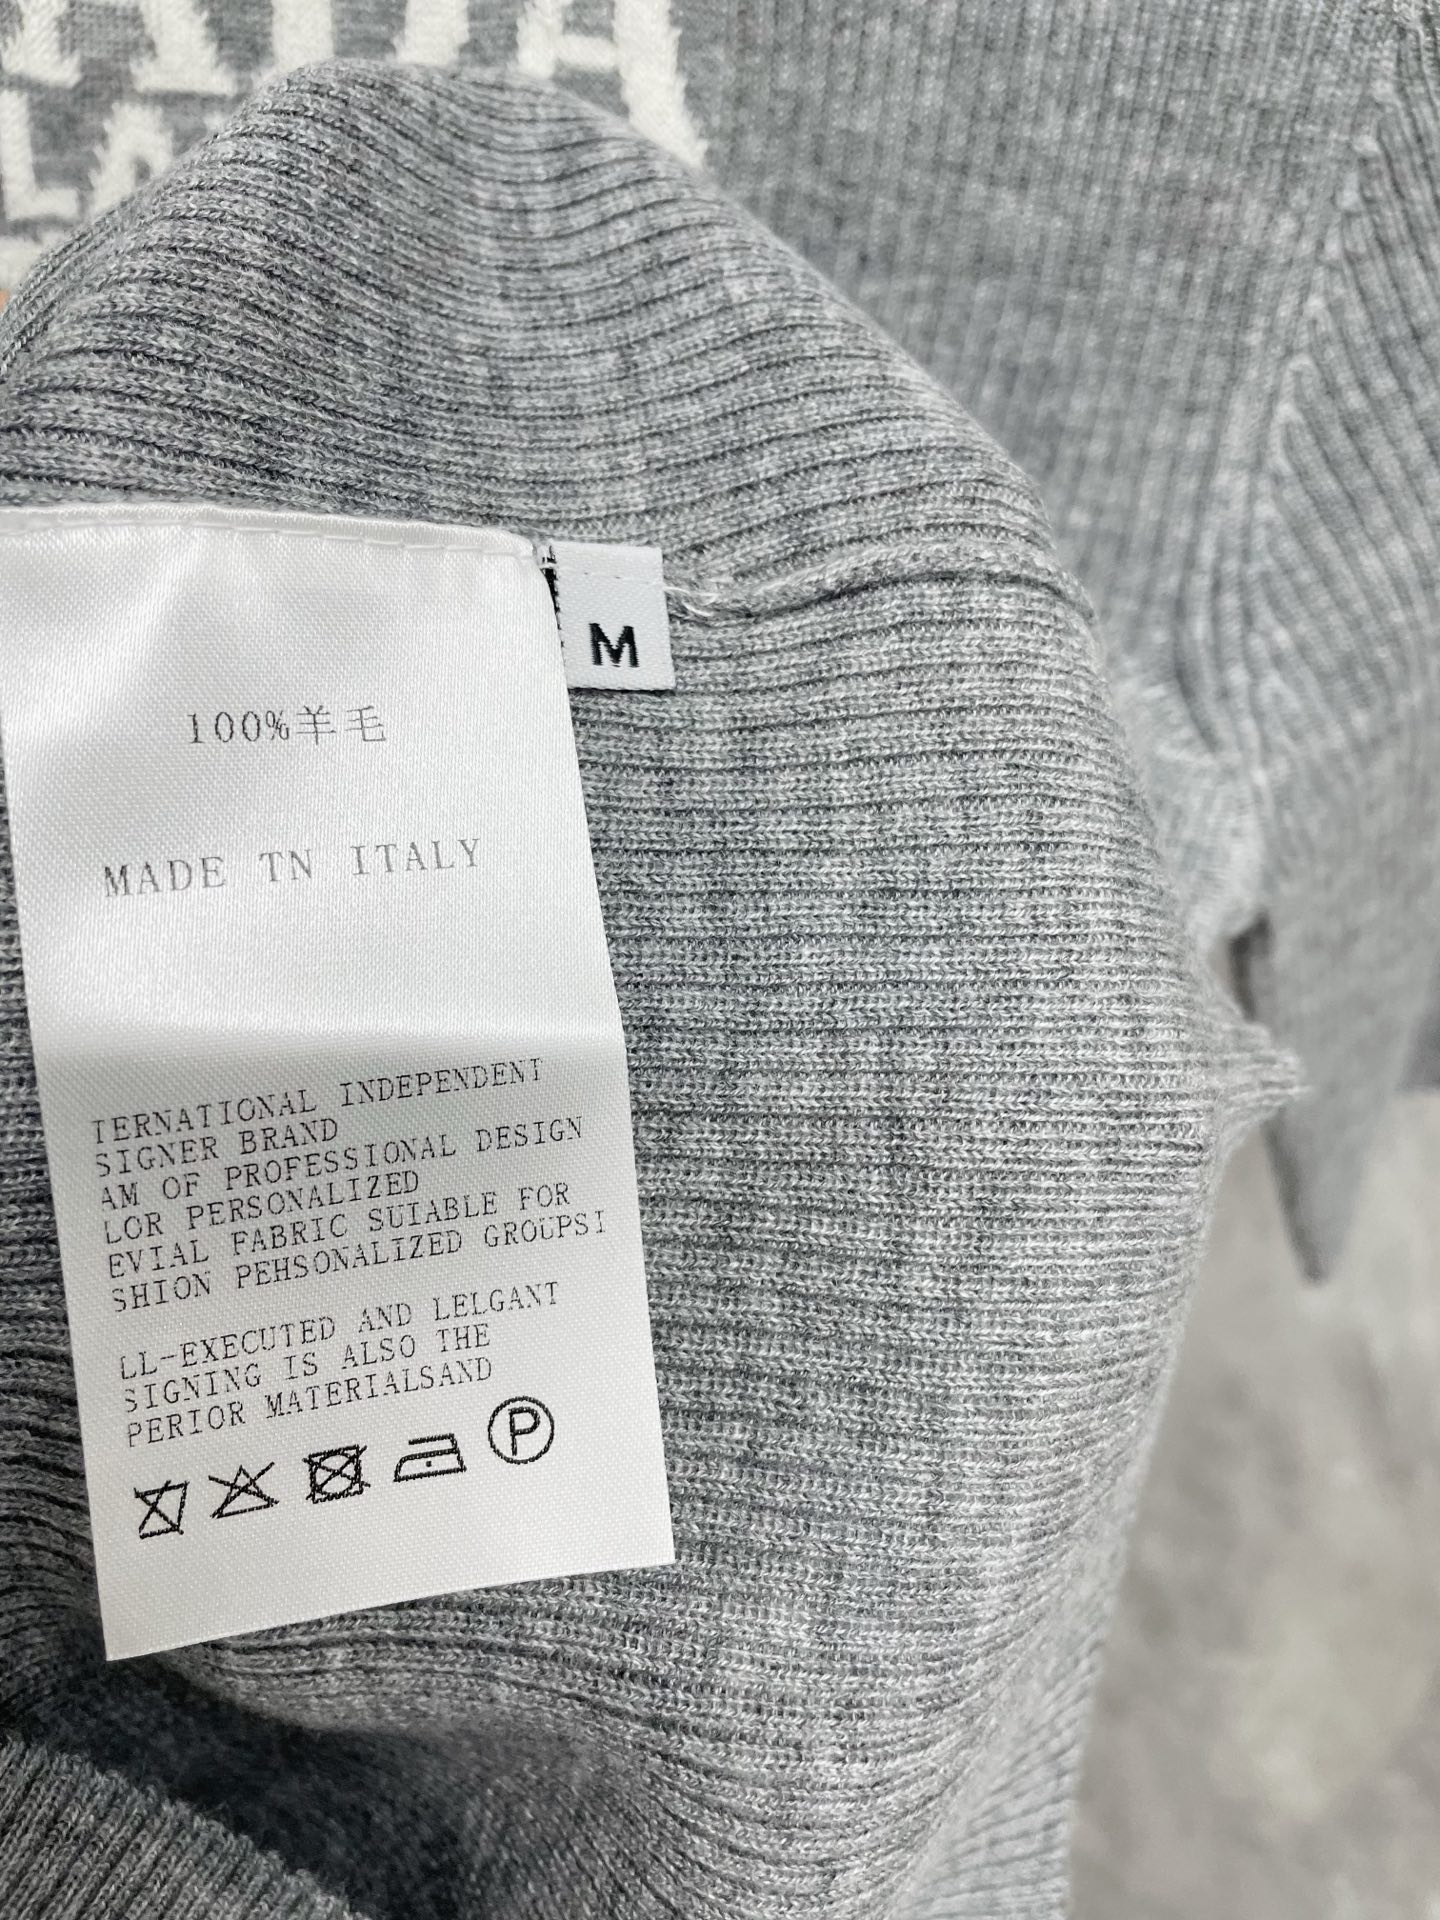 M
100%羊毛
MADE TN ITALY
TERNATIONAL INDEPENDENT
SIGNER BRAND
AM OF PROFESSIONAL DESIGN
LOR PERSONALIZED
EVIAL FABRIC SUIABLE FOR
SHION PEHSONALIZED GROUPSI
LL-EXECUTED AND LELGANT
SIGNING IS ALSO THE
PERIOR MATERIALSAND
P